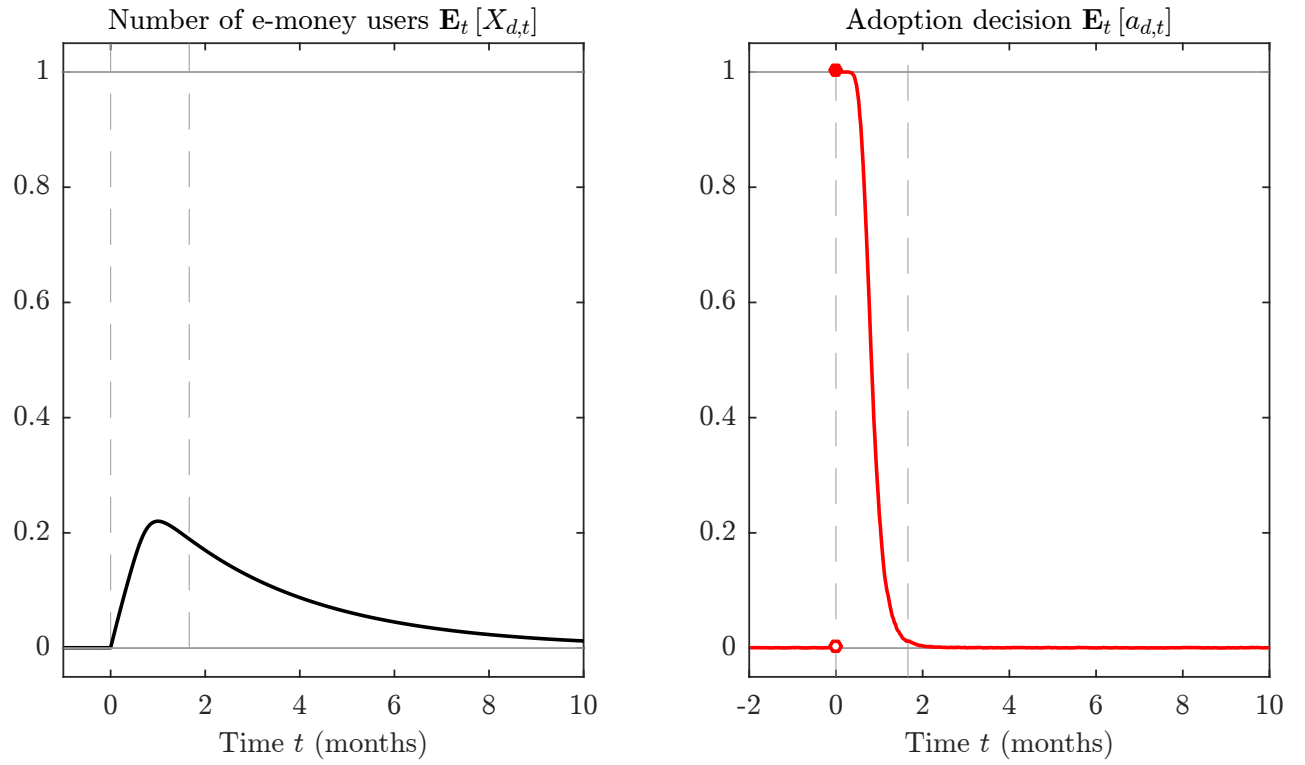 Number of e-money users E_t [X_{d,t}]
1
0.8
0.6
0.4
0.2
0
0 2 4 6 8 10
Time t (months)
Adoption decision E_t [a_{d,t}]
1
0.8
0.6
0.4
0.2
0
-2 0 2 4 6 8 10
Time t (months)